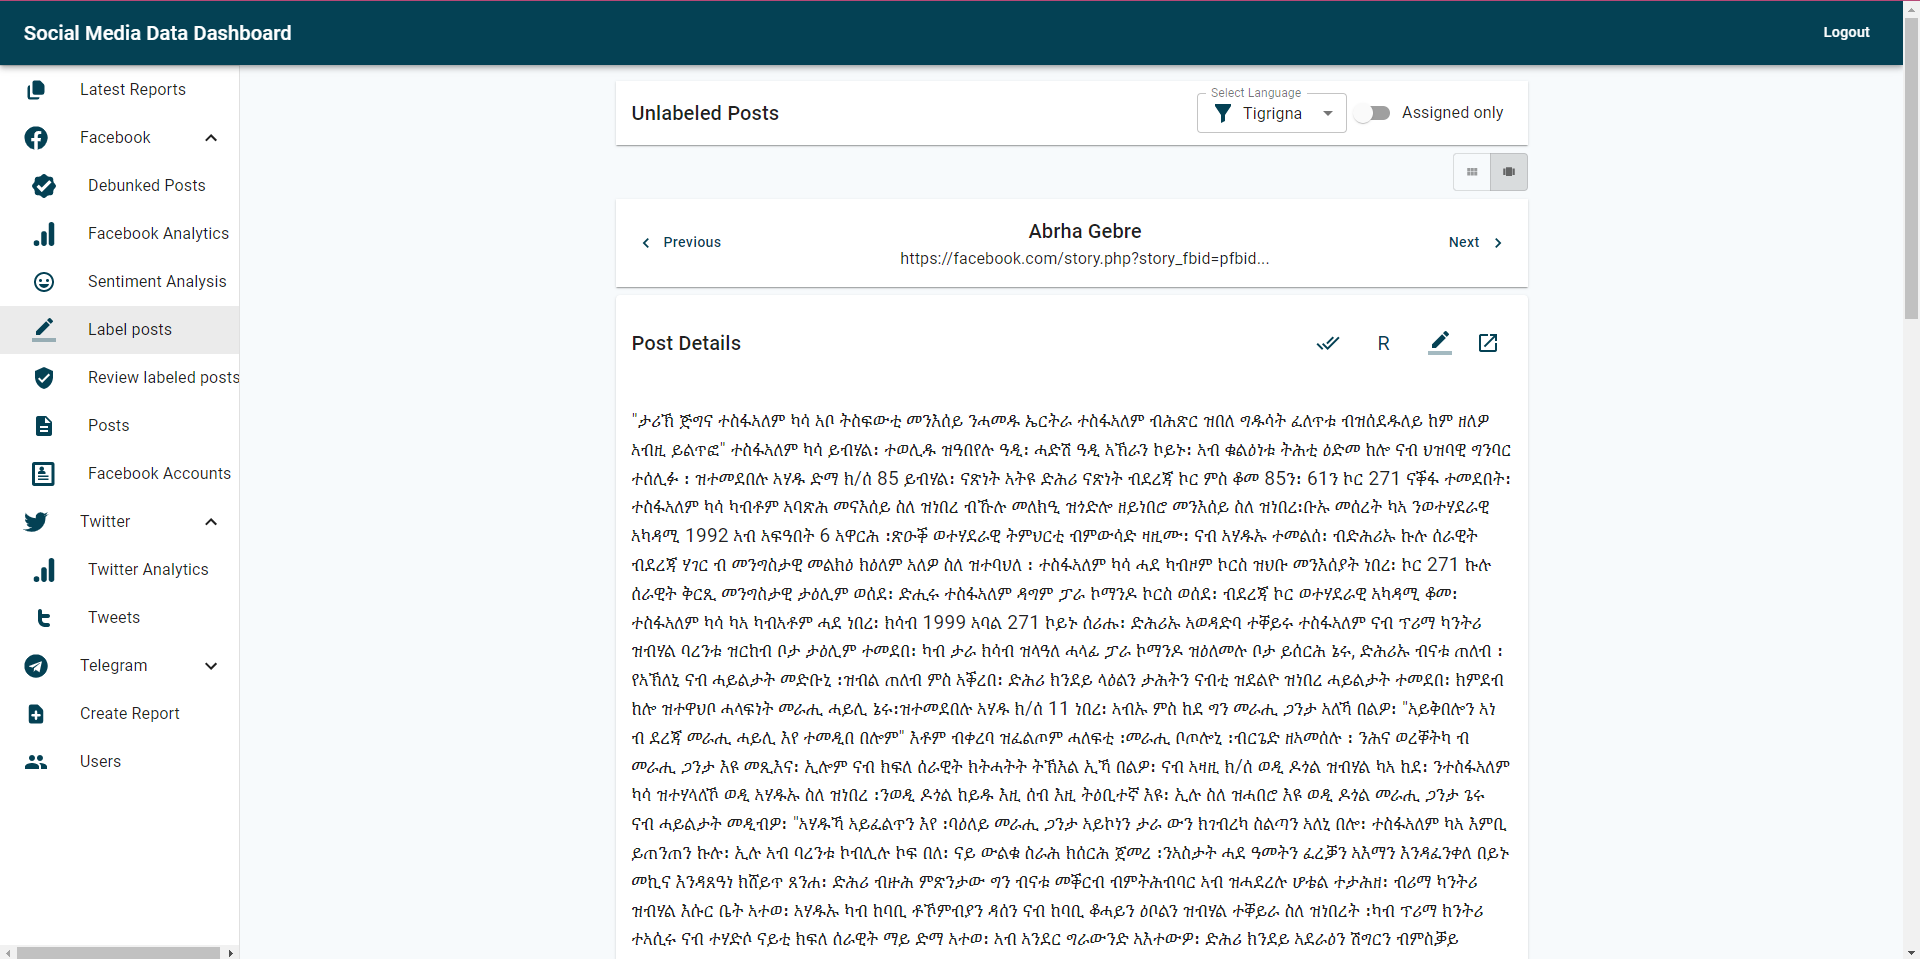 Social Media Data Dashboard
Logout
Latest Reports
Facebook
Debunked Posts
Facebook Analytics
Sentiment Analysis
Label posts
Review labeled posts
Posts
Facebook Accounts
Twitter
Twitter Analytics
Tweets
Telegram
Create Report
Users
Unlabeled Posts
Select Language
Tigrigna
Assigned only
Previous
Abrha Gebre
https://facebook.com/story.php?story_fbid=pfbid...
Next
Post Details
R
"ታሪኽ ጅግና ተስፋኣለም ካሳ ኣቦ ትስፍውቲ መንእሰይ ንሓመዱ ኤርትራ ተስፋኣለም ብሕጽር ዝበለ ግዱሳት ፈለጥቱ ብዝሰደዱለይ ከም ዘለዎ
ኣብዚ ይልጥፎ" ተስፋኣለም ካሳ ይብሃል፡ ተወሊዱ ዝዓበየሉ ዓዲ፡ ሓድሽ ዓዲ ኣኽራን ኮይኑ፡ ኣብ ቁልዕነቱ ትሕቲ ዕድመ ከሎ ናብ ህዝባዊ ግንባር
ተሰሊፉ ፡ ዝተመደበሉ ኣሃዱ ድማ ክ/ሰ 85 ይብሃል፡ ናጽነት ኣትዩ ድሕሪ ናጽነት ብደረጃ ኮር ምስ ቆመ 85ን፡ 61ን ኮር 271 ናቖፋ ተመደበት፡
ተስፋኣለም ካሳ ካብቶም ኣባጽሕ መናእሰይ ስለ ዝነበረ ብኹሉ መለክዒ ዝጎድሎ ዘይነበሮ መንእሰይ ስለ ዝነበረ፡ቡኡ መሰረት ካኣ ንወተሃደራዊ
ኣካዳሚ 1992 ኣብ ኣፍዓበት 6 ኣዋርሕ ፡ጽዑቕ ወተሃደራዊ ትምህርቲ ብምውሳድ ዛዚሙ፡ ናብ ኣሃዱኡ ተመልሰ፡ ብድሕሪኡ ኩሉ ሰራዊት
ብደረጃ ሃገር ብ መንግስታዊ መልክዕ ክዕለም ኣለዎ ስለ ዝተባህለ ፡ ተስፋኣለም ካሳ ሓደ ካብዞም ኮርስ ዝህቡ መንእሰያት ነበረ፡ ኮር 271 ኩሉ
ሰራዊት ቅርጺ መንግስታዊ ታዕሊም ወሰደ፡ ድሒሩ ተስፋኣለም ዳግም ፓራ ኮማንዶ ኮርስ ወሰደ፡ ብደረጃ ኮር ወተሃደራዊ ኣካዳሚ ቆመ፡
ተስፋኣለም ካሳ ካኣ ካብኣቶም ሓደ ነበረ፡ ክሳብ 1999 ኣባል 271 ኮይኑ ሰሪሑ፡ ድሕሪኡ ኣወዳድባ ተቐይሩ ተስፋኣለም ናብ ፕሪማ ካንትሪ
ዝብሃል ባረንቱ ዝርከብ ቦታ ታዕሊም ተመደበ፡ ካብ ታራ ክሳብ ዝላዓለ ሓላፊ ፓራ ኮማንዶ ዝዕለመሉ ቦታ ይሰርሕ ኔሩ, ድሕሪኡ ብናቱ ጠለብ ፡
የእኽለኒ ናብ ሓይልታት መድቡኒ ፡ዝብል ጠለብ ምስ ኣቕረበ፡ ድሕሪ ክንደይ ላዕልን ታሕትን ናብቲ ዝደልዮ ዝነበረ ሓይልታት ተመደበ፡ ክምደብ
ከሎ ዝተዋህቦ ሓላፍነት መራሒ ሓይሊ ኔሩ፡ዝተመደበሉ ኣሃዱ ክ/ሰ 11 ነበረ፡ ኣብኡ ምስ ከደ ግን መራሒ ጋንታ ኣለኻ በልዎ፡ "ኣይቅበሎን ኣነ
ብ ደረጃ መራሒ ሓይሊ እየ ተመዲበ በሎም" እቶም ብቀረባ ዝፈልጦም ሓለፍቲ ፡መራሒ ቦጦሎኒ ፡ብርጌድ ዘኣመሰሉ ፡ ንሕና ወረቐትካ ብ
መራሒ ጋንታ እዩ መጺእና፡ ኢሎም ናብ ክፍለ ሰራዊት ክትሓትት ትኽእል ኢኻ በልዎ፡ ናብ ኣዛዚ ክ/ሰ ወዲ ዶጎል ዝብሃል ካኣ ከደ፡ ንተስፋኣለም
ካሳ ዝተሃላለኾ ወዲ ኣሃዱኡ ስለ ዝነበረ ፡ንወዲ ዶጎል ከይዱ እዚ ሰብ እዚ ትዕቢተኛ እዩ፡ ኢሉ ስለ ዝሓበሮ እዩ ወዲ ዶጎል መራሒ ጋንታ ጌሩ
ናብ ሓይልታት መዲብዎ፡ "ኣሃዱኻ ኣይፈልጥን እየ ፡ባዕለይ መራሒ ጋንታ ኣይኮነን ታራ ውን ክገብረካ ስልጣን ኣለኒ በሎ፡ ተስፋኣለም ካኣ እምቢ
ይጠንጠን ኩሉ፡ ኢሉ ኣብ ባረንቱ ኮብሊሉ ኮፍ በለ፡ ናይ ውልቁ ስራሕ ክሰርሕ ጀመረ ፡ንኣስታት ሓደ ዓመትን ፈረቓን ኣእማን እንዳፈንቀለ በይኑ
መኪና እንዳጸዓነ ክሸይጥ ጸንሐ፡ ድሕሪ ብዙሕ ምጽንታው ግን ብናቱ መቕርብ ብምትሕብባር ኣብ ዝሓደረሉ ሆቴል ተታሕዘ፡ ብሪማ ካንትሪ
ዝብሃል እሱር ቤት ኣተወ፡ ኣሃዱኡ ካብ ከባቢ ቶኾምብያን ዳሰን ናብ ከባቢ ቆሓይን ዕቦልን ዝብሃል ተቐይራ ስለ ዝነበረት ፡ካብ ፕሪማ ክንትሪ
ተኣሲሩ ናብ ተሃድሶ ናይቲ ክፍለ ሰራዊት ማይ ድማ ኣተወ፡ ኣብ ኣንደር ግራውንድ ኣእተውዎ፡ ድሕሪ ክንደይ ኣደራዕን ሽግርን ብምስቓይ